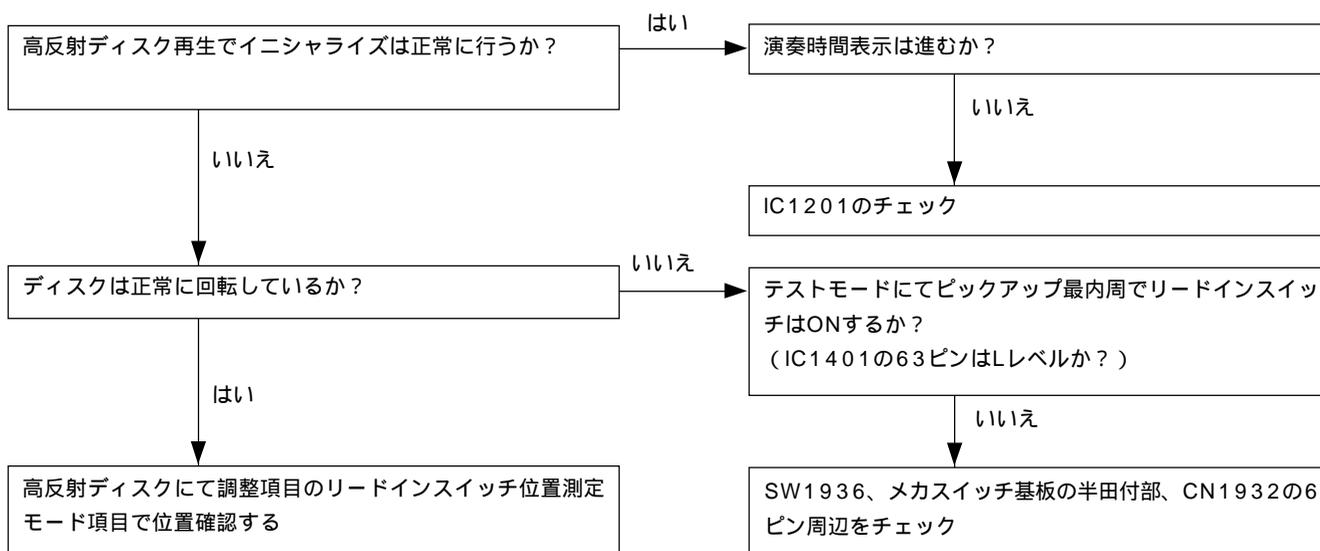 高反射ディスク再生でイニシャライズは正常に行うか？
はい
演奏時間表示は進むか？
いいえ
いいえ
IC1201のチェック
ディスクは正常に回転しているか？
いいえ
テストモードにてピックアップ最内周でリードインスイッ
チはONするか？
（IC1401の63ピンはLレベルか？）
はい
いいえ
高反射ディスクにて調整項目のリードインスイッチ位置測定
モード項目で位置確認する
SW1936、メカスイッチ基板の半田付部、CN1932の6
ピン周辺をチェック